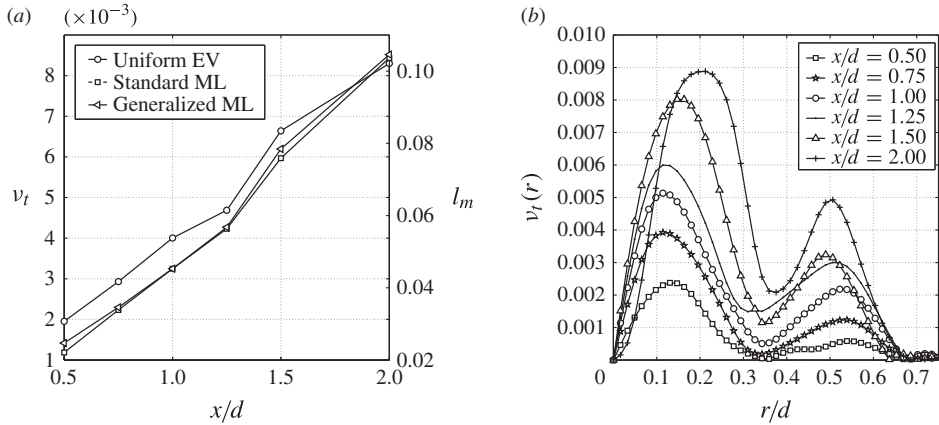 (a)
(×10⁻³)
Uniform EV
Standard ML
Generalized ML
9
8
7
6
5
4
3
2
1
ν_t
0.10
0.08
0.06
0.04
0.02
l_m
0.5
1.0
1.5
2.0
x/d
(b)
x/d = 0.50
x/d = 0.75
x/d = 1.00
x/d = 1.25
x/d = 1.50
x/d = 2.00
0.010
0.009
0.008
0.007
0.006
0.005
0.004
0.003
0.002
0.001
ν_t(r)
0 0.1 0.2 0.3 0.4 0.5 0.6 0.7
r/d